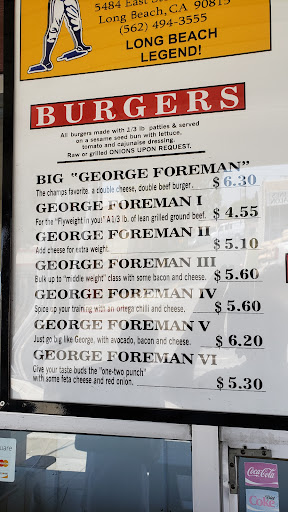 5484 East
Long Beach, CA 90815
(562) 494-3555
LONG BEACH
LEGEND!
BURGERS
All burgers made with 1/3 lb patties & served
on a sesame seed bun with lettuce,
tomato and cajunaise dressing.
Raw or grilled ONIONS UPON REQUEST.
BIG "GEORGE FOREMAN"
The champs favorite, a double cheese, double beef burger. $6.30
GEORGE FOREMAN I
For the "Flyweight in you!" A 1/3 lb. of lean grilled ground beef. $4.55
GEORGE FOREMAN II
Add cheese for extra weight. $5.10
GEORGE FOREMAN III
Bulk up to "middle weight" class with some bacon and cheese. $5.60
GEORGE FOREMAN IV
Spice up your training with an ortega chilli and cheese. $5.60
GEORGE FOREMAN V
Just go big like George, with avocado, bacon and cheese. $6.20
GEORGE FOREMAN VI
Give your taste buds the "one-two punch"
with some feta cheese and red onion. $5.30
Coca-Cola
Coke